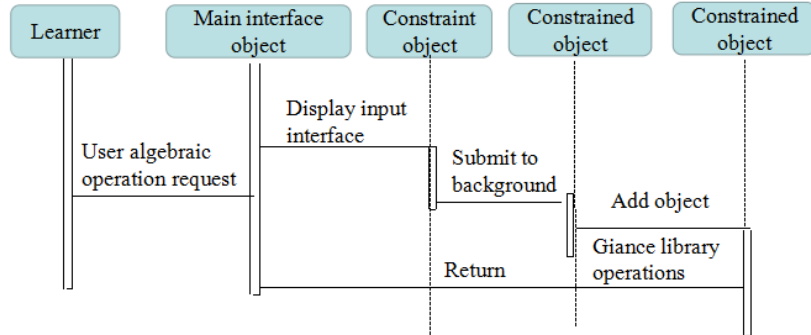 Learner
Main interface
object
Constraint
object
Constrained
object
Constrained
object
Display input
interface
User algebraic
operation request
Submit to
background
Add object
Giance library
operations
Return